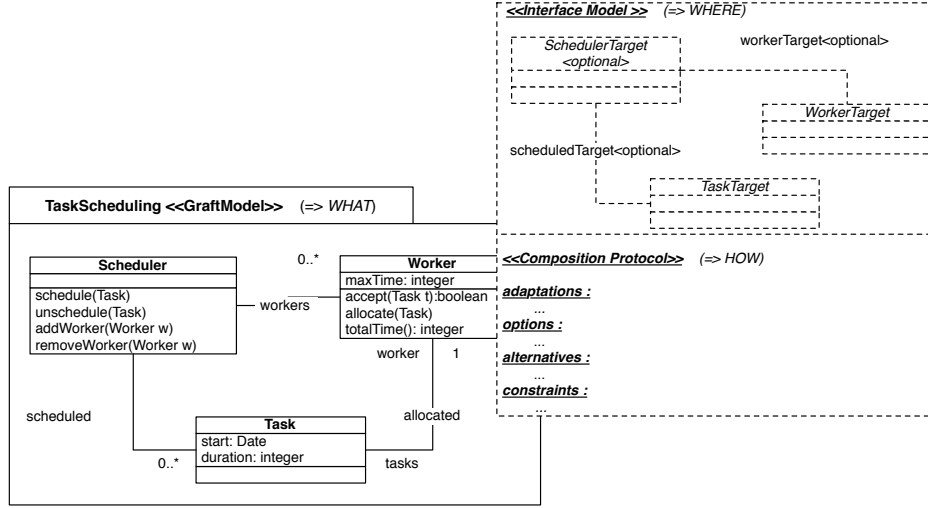 <<Interface Model >> (=> WHERE)
SchedulerTarget
<optional>
workerTarget<optional>
WorkerTarget
scheduledTarget<optional>
TaskTarget
TaskScheduling <<GraftModel>> (=> WHAT)
<<Composition Protocol>> (=> HOW)
adaptations :
...
options :
...
alternatives :
...
constraints :
...
Scheduler
schedule(Task)
unschedule(Task)
addWorker(Worker w)
removeWorker(Worker w)
0..*
workers
Worker
maxTime: integer
accept(Task t):boolean
allocate(Task)
totalTime(): integer
worker 1
scheduled
allocated
Task
start: Date
duration: integer
0..*
tasks